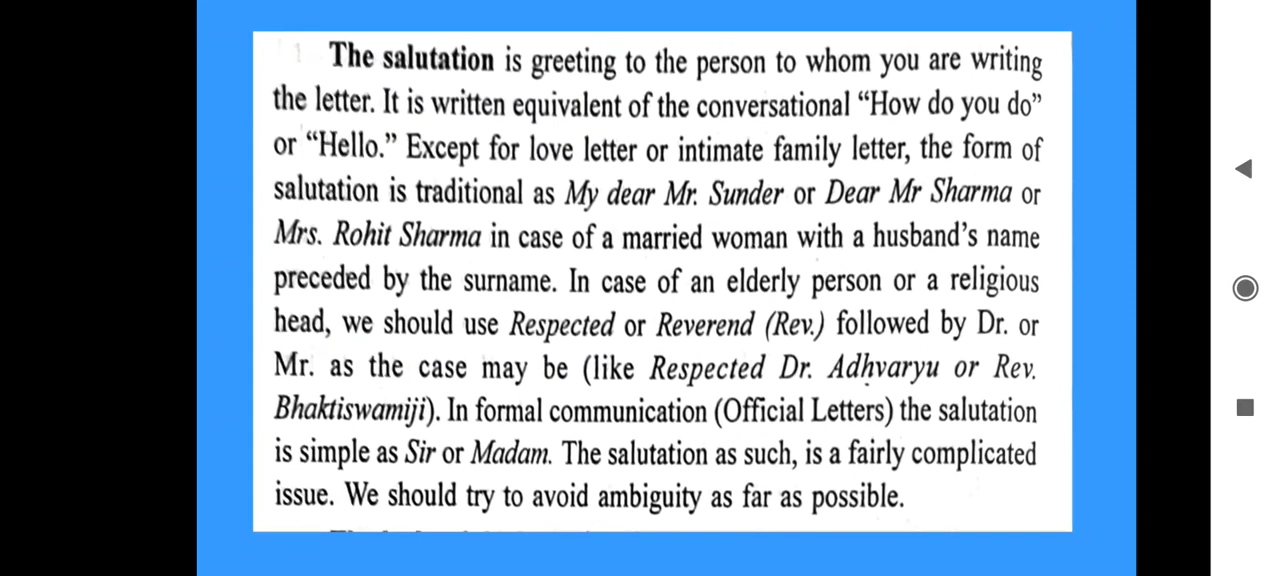 The salutation is greeting to the person to whom you are writing
the letter. It is written equivalent of the conversational “How do you do”
or “Hello.” Except for love letter or intimate family letter, the form of
salutation is traditional as My dear Mr. Sunder or Dear Mr Sharma or
Mrs. Rohit Sharma in case of a married woman with a husband’s name
preceded by the surname. In case of an elderly person or a religious
head, we should use Respected or Reverend (Rev.) followed by Dr. or
Mr. as the case may be (like Respected Dr. Adhvaryu or Rev.
Bhaktiswamiji). In formal communication (Official Letters) the salutation
is simple as Sir or Madam. The salutation as such, is a fairly complicated
issue. We should try to avoid ambiguity as far as possible.